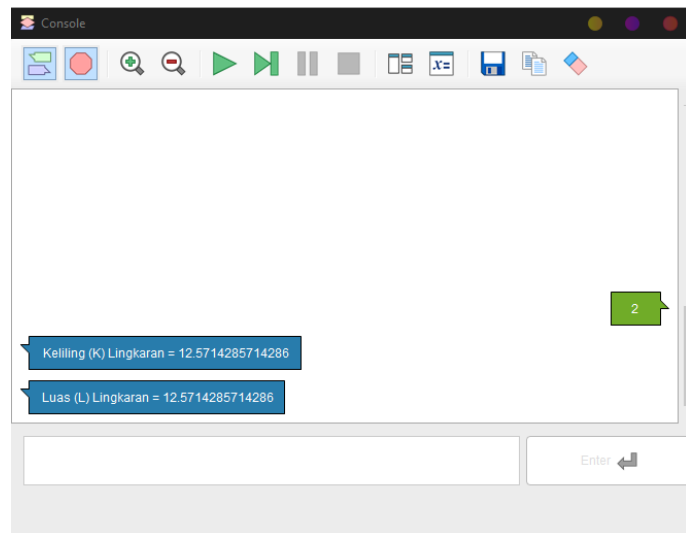 Console
x=
2
Keliling (K) Lingkaran = 12.5714285714286
Luas (L) Lingkaran = 12.5714285714286
Enter